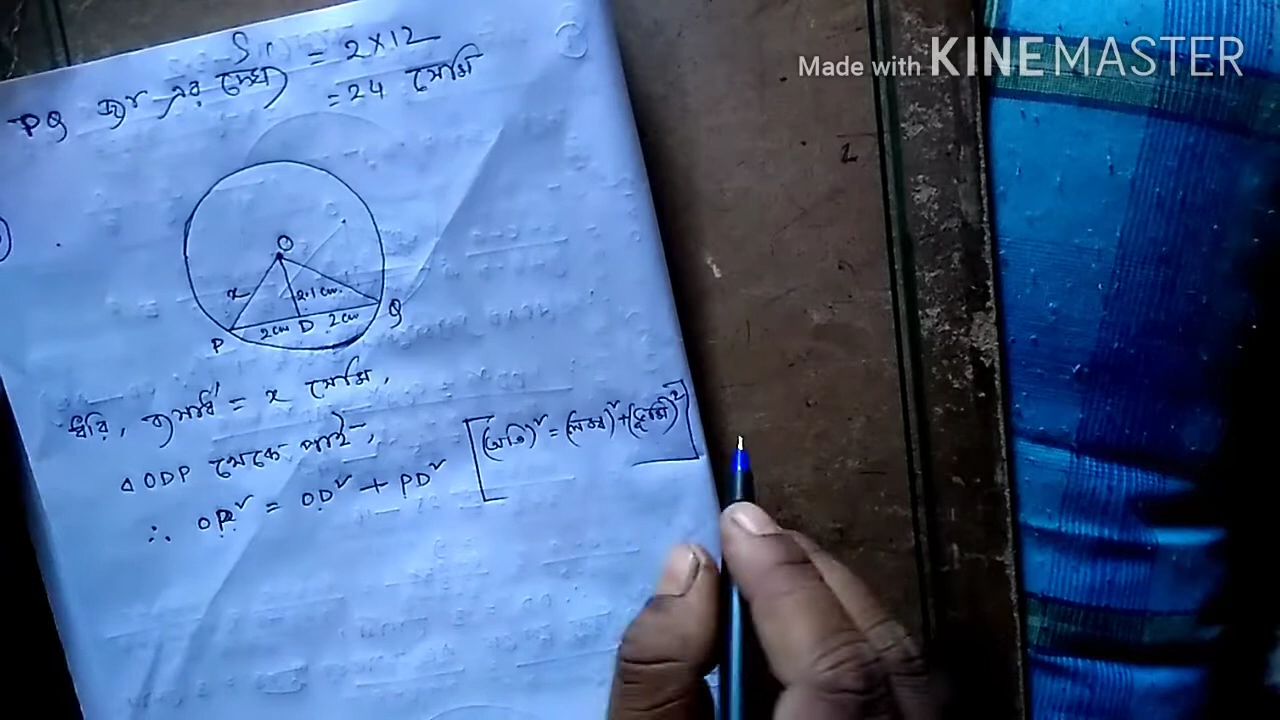 = 2×12
PQ জ্যা এর দৈর্ঘ্য = 24 সেমি
Made with KINEMASTER
O
x 2.1 cm.
2cm D 2cm Q
P
ধরি, ব্যাসার্ধ = x সেমি,
△ ODP থেকে পাই,
[(অতি)² = (লম্ব)² + (ভূমি)²]
∴ OP² = OD² + PD²